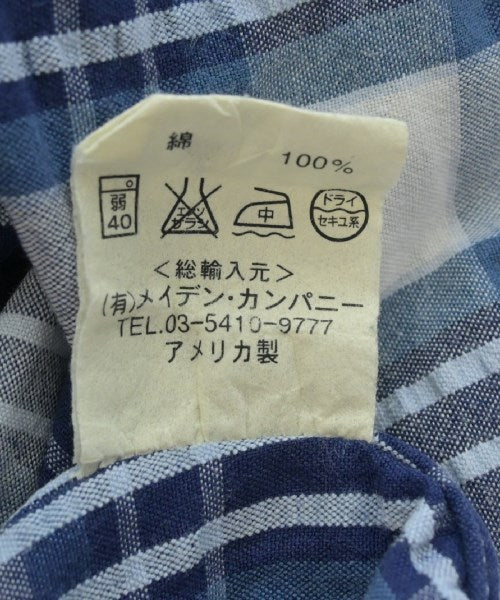 綿 100%
弱 40 エンソ サラシ 中 ドライ セキユ系
＜総輸入元＞
(有)メイデン・カンパニー
TEL.03-5410-9777
アメリカ製